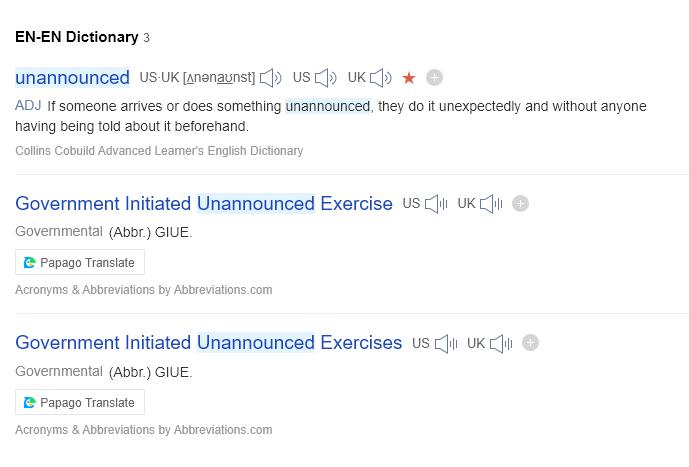 EN-EN Dictionary 3
unannounced US·UK [ʌnənaʊnst] US UK
ADJ If someone arrives or does something unannounced, they do it unexpectedly and without anyone
having being told about it beforehand.
Collins Cobuild Advanced Learner's English Dictionary
Government Initiated Unannounced Exercise US UK
Governmental (Abbr.) GIUE.
Papago Translate
Acronyms & Abbreviations by Abbreviations.com
Government Initiated Unannounced Exercises US UK
Governmental (Abbr.) GIUE.
Papago Translate
Acronyms & Abbreviations by Abbreviations.com